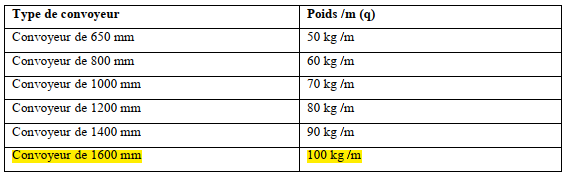 Type de convoyeur Poids /m (q)
Convoyeur de 650 mm 50 kg /m
Convoyeur de 800 mm 60 kg /m
Convoyeur de 1000 mm 70 kg /m
Convoyeur de 1200 mm 80 kg /m
Convoyeur de 1400 mm 90 kg /m
Convoyeur de 1600 mm 100 kg /m